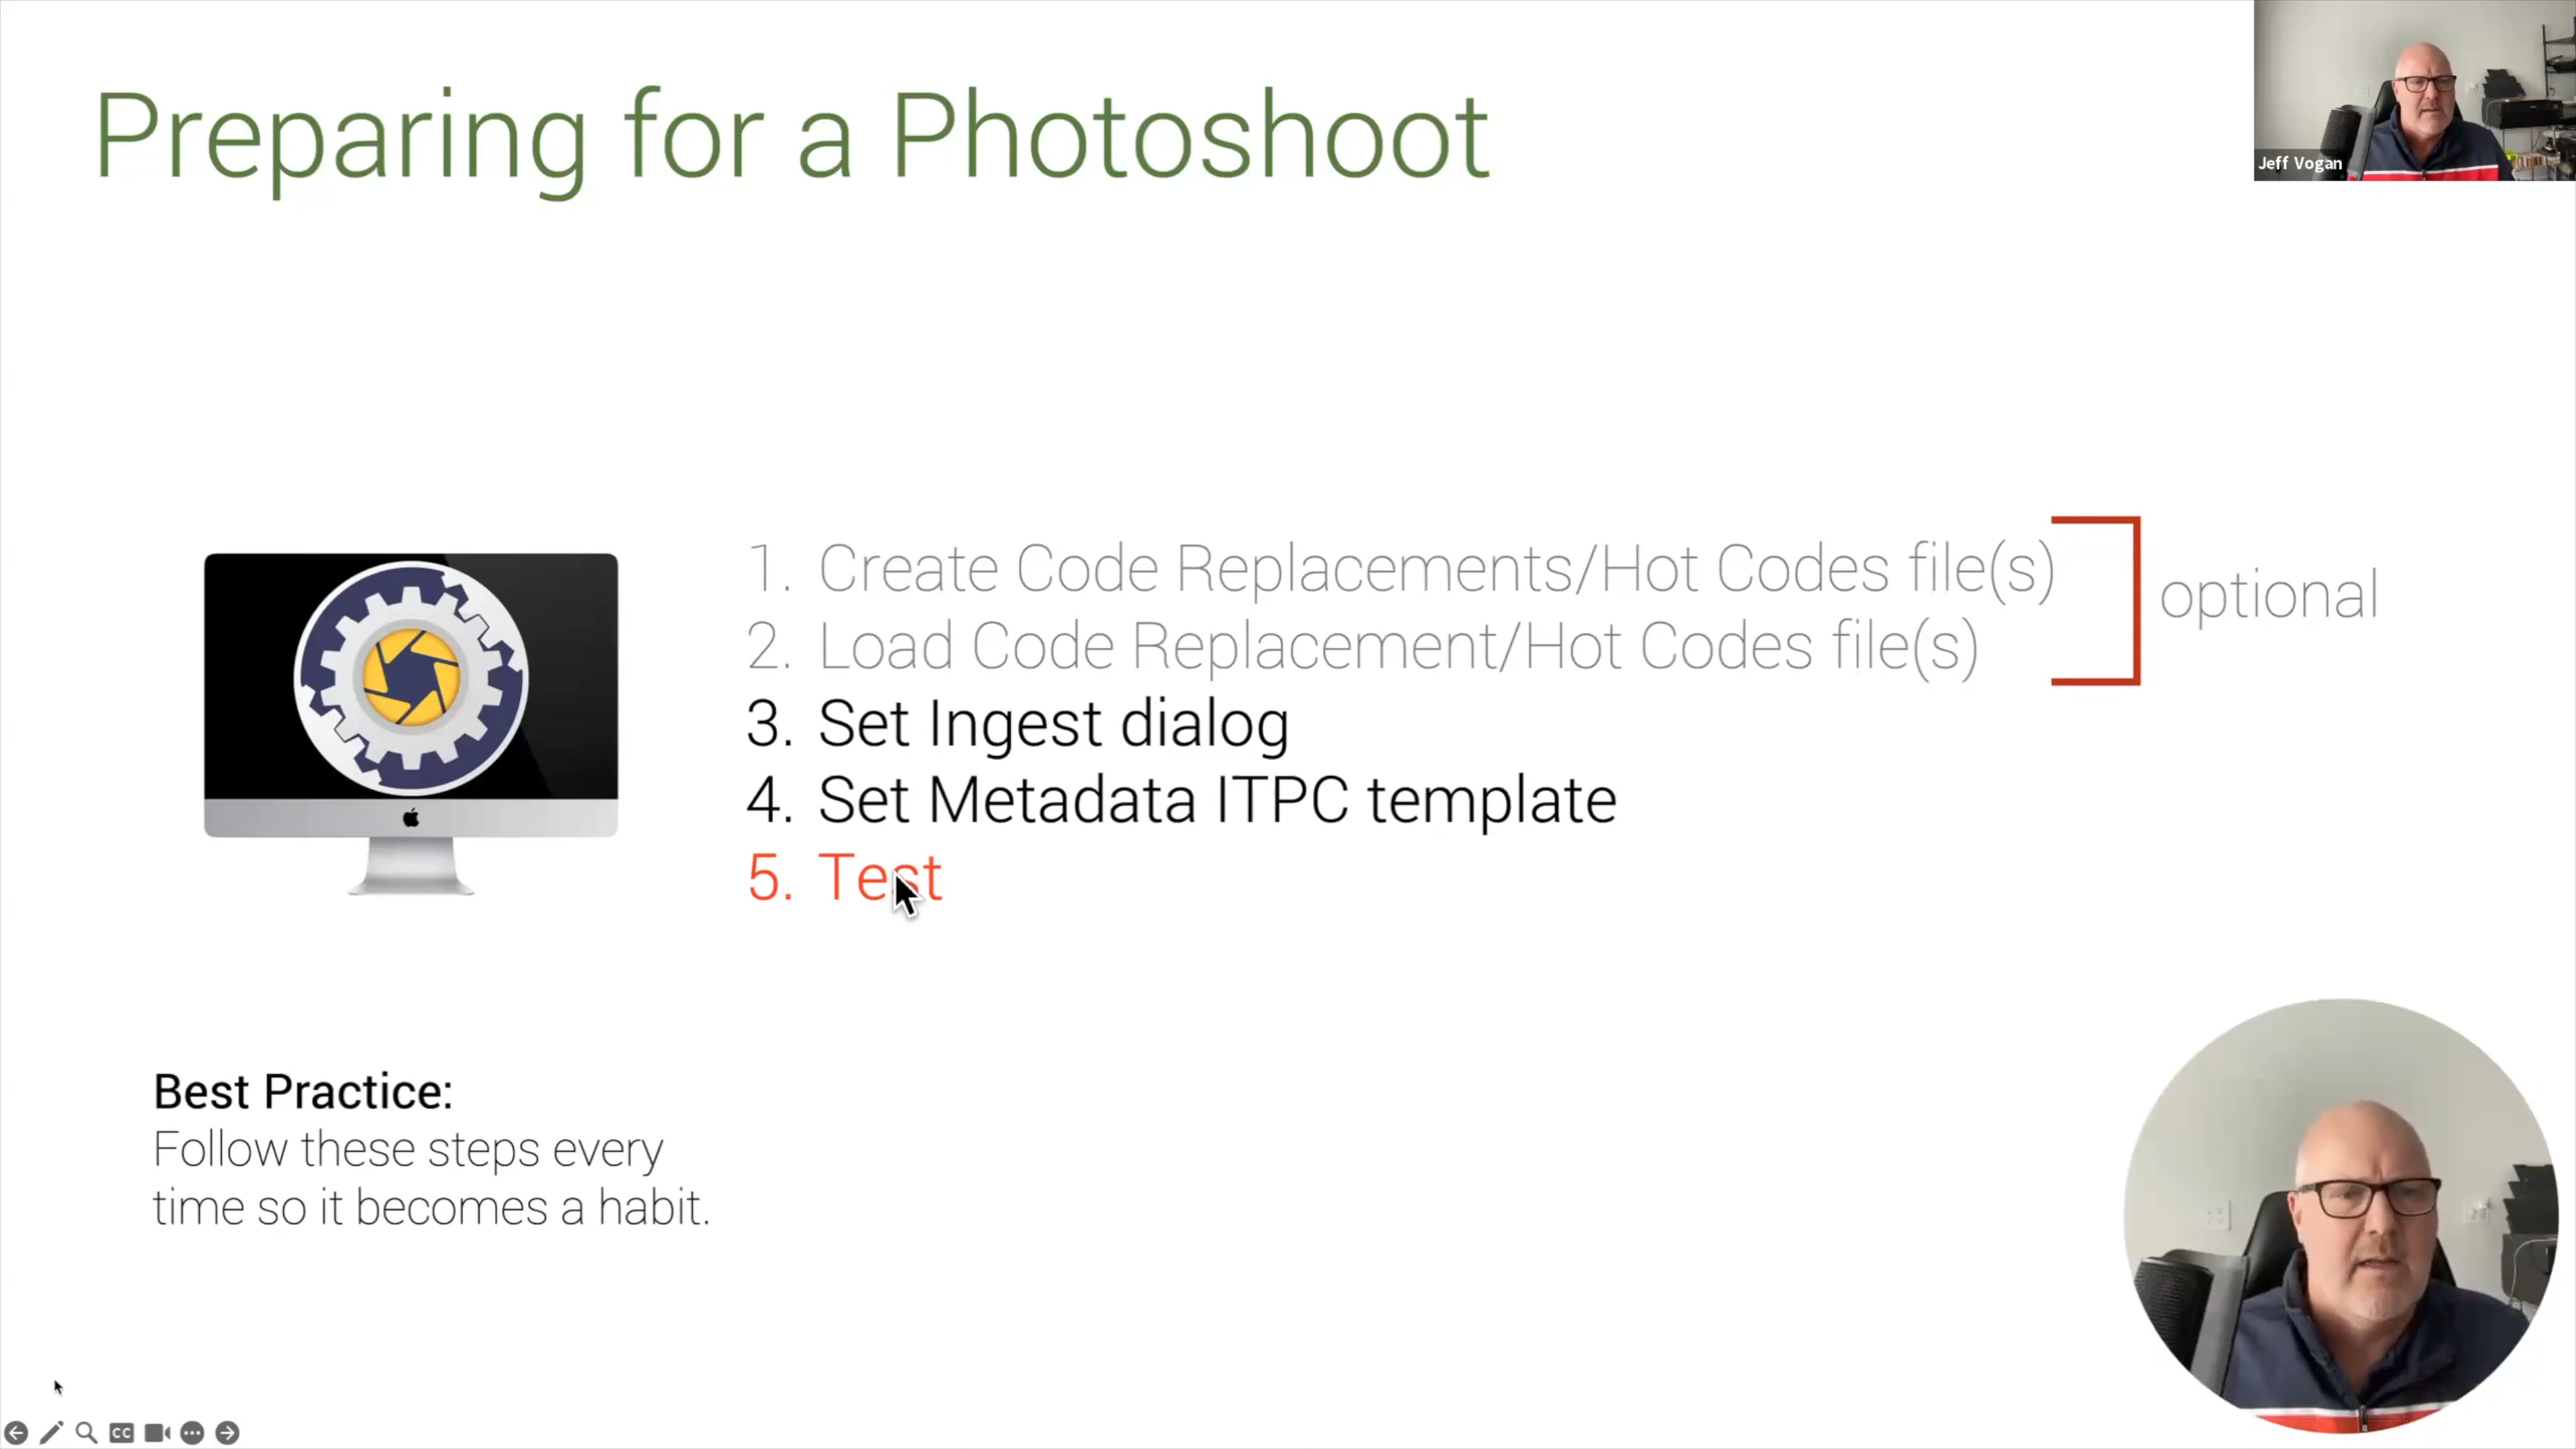 Preparing for a Photoshoot
Jeff Vogan
1. Create Code Replacements/Hot Codes file(s)
2. Load Code Replacement/Hot Codes file(s)
optional
3. Set Ingest dialog
4. Set Metadata ITPC template
5. Test
Best Practice:
Follow these steps every
time so it becomes a habit.
CC